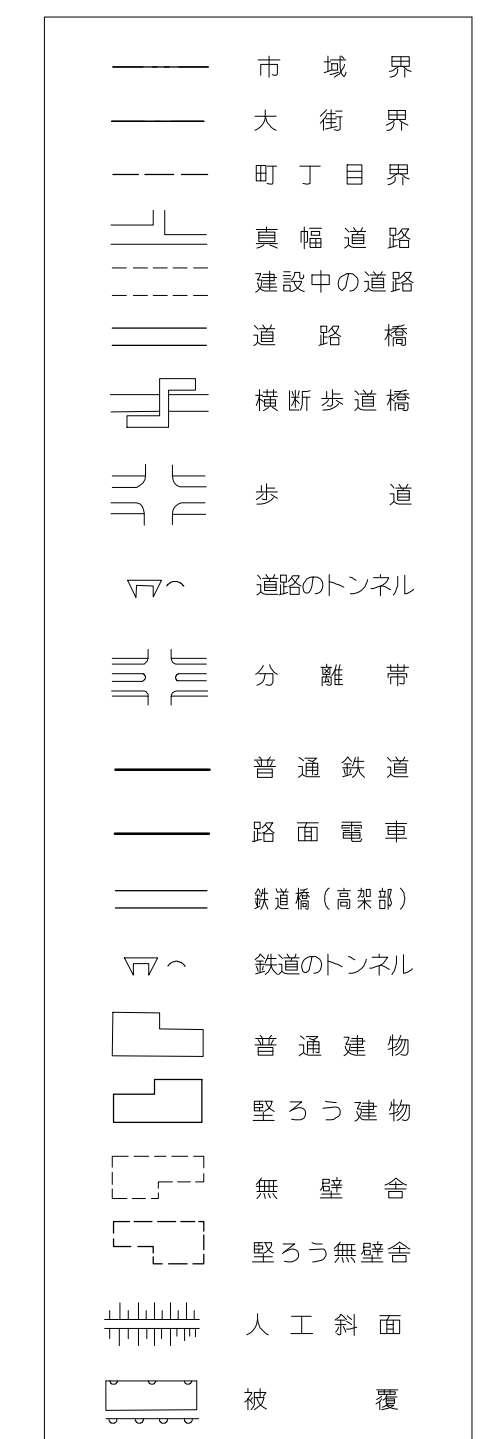 市域界
大街界
町丁目界
真幅道路
建設中の道路
道路橋
横断歩道橋
歩道
道路のトンネル
分離帯
普通鉄道
路面電車
鉄道橋(高架部)
鉄道のトンネル
普通建物
堅ろう建物
無壁舎
堅ろう無壁舎
人工斜面
被覆